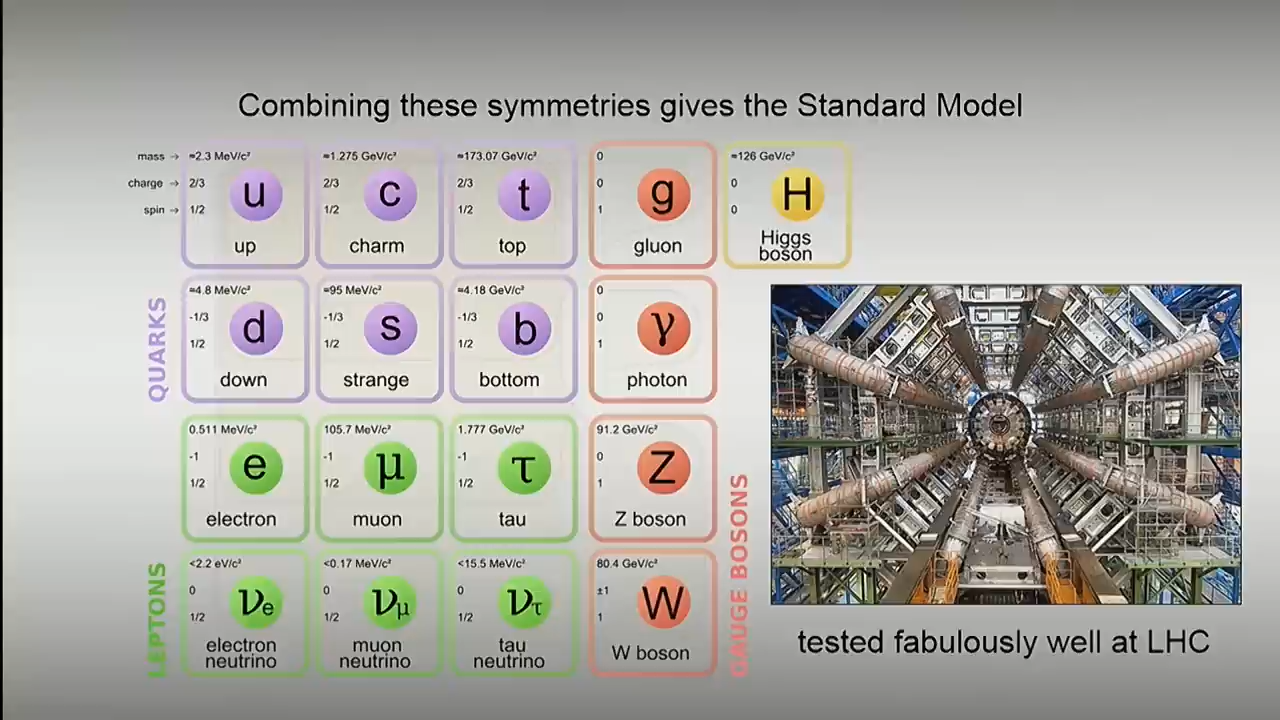 Combining these symmetries gives the Standard Model
mass → ≈2.3 MeV/c²
charge → 2/3
spin → 1/2
u
up
≈1.275 GeV/c²
2/3
1/2
c
charm
≈173.07 GeV/c²
2/3
1/2
t
top
0
0
1
g
gluon
≈126 GeV/c²
0
0
H
Higgs
boson
QUARKS
≈4.8 MeV/c²
-1/3
1/2
d
down
≈95 MeV/c²
-1/3
1/2
s
strange
≈4.18 GeV/c²
-1/3
1/2
b
bottom
0
0
1
γ
photon
0.511 MeV/c²
-1
1/2
e
electron
105.7 MeV/c²
-1
1/2
μ
muon
1.777 GeV/c²
-1
1/2
τ
tau
91.2 GeV/c²
0
1
Z
Z boson
LEPTONS
<2.2 eV/c²
0
1/2
νe
electron
neutrino
<0.17 MeV/c²
0
1/2
νμ
muon
neutrino
<15.5 MeV/c²
0
1/2
ντ
tau
neutrino
80.4 GeV/c²
±1
1
W
W boson
GAUGE BOSONS
tested fabulously well at LHC